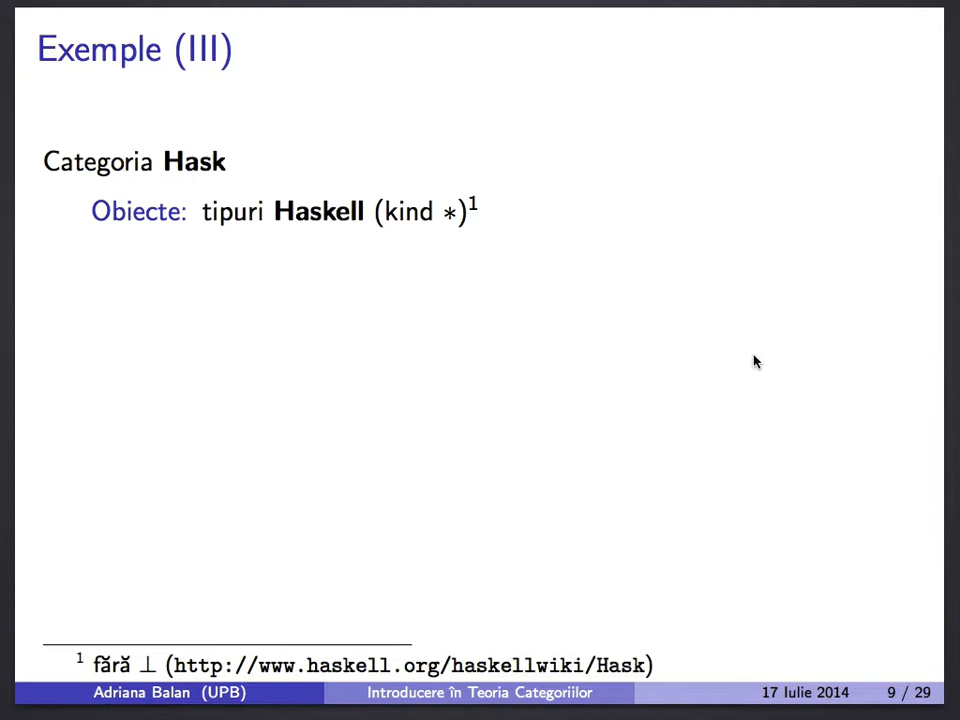 Exemple (III)
Categoria Hask
Obiecte: tipuri Haskell (kind ∗)¹
¹ fără ⊥ (http://www.haskell.org/haskellwiki/Hask)
Adriana Balan (UPB) Introducere în Teoria Categoriilor 17 Iulie 2014 9 / 29